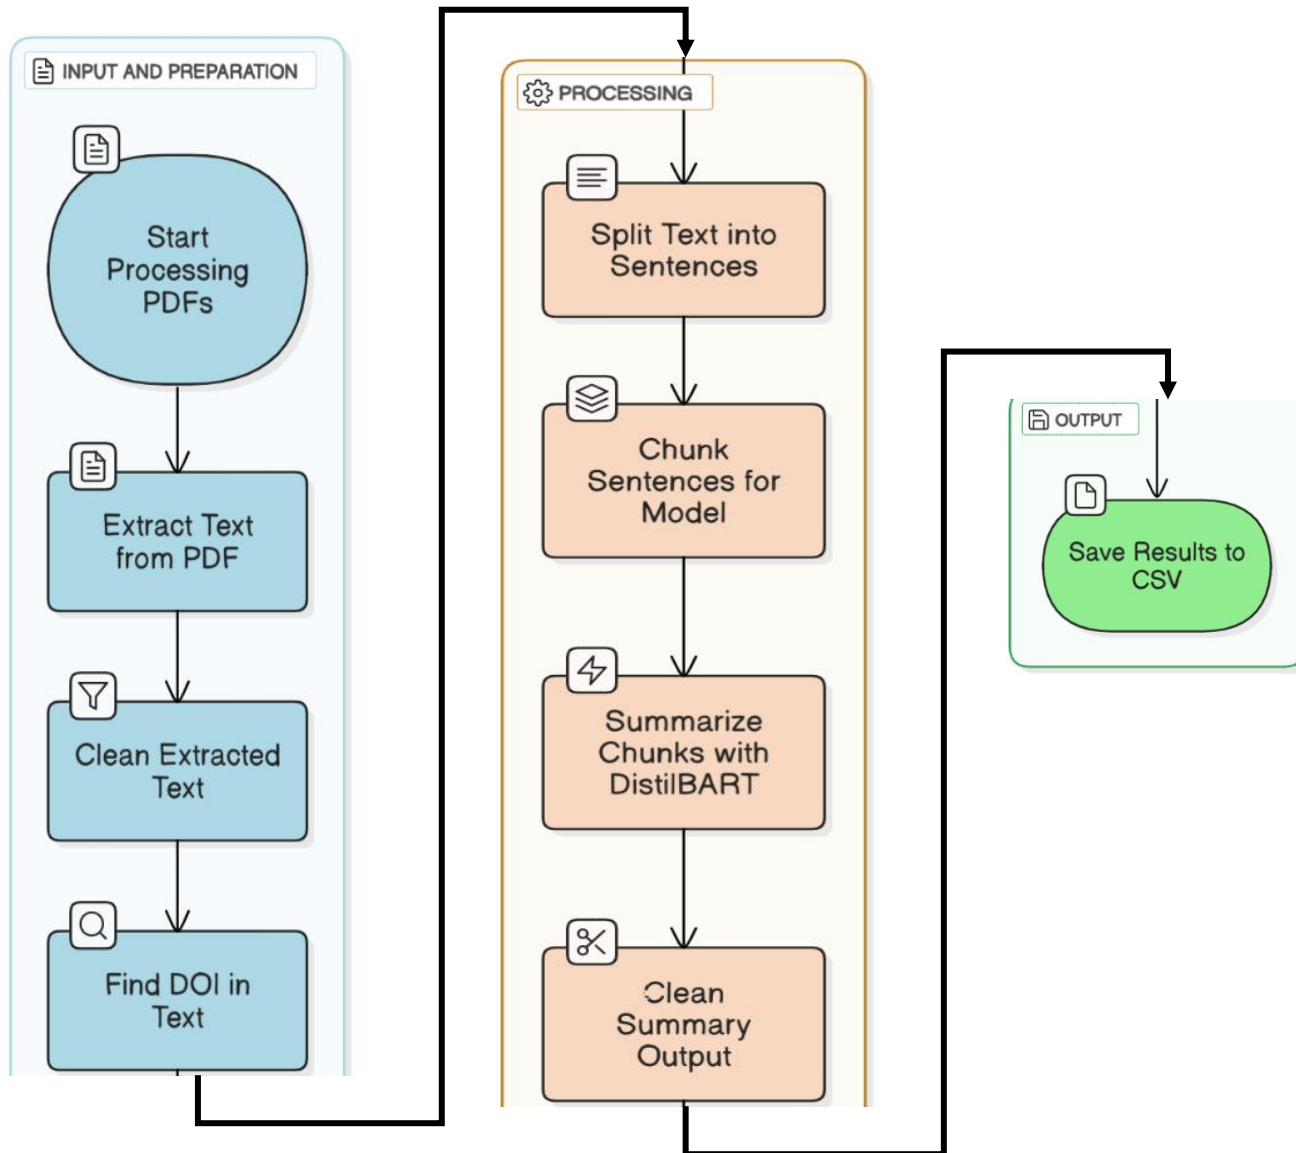 INPUT AND PREPARATION
Start
Processing
PDFs
Extract Text
from PDF
Clean Extracted
Text
Find DOI in
Text
PROCESSING
Split Text into
Sentences
Chunk
Sentences for
Model
Summarize
Chunks with
DistilBART
Clean
Summary
Output
OUTPUT
Save Results to
CSV